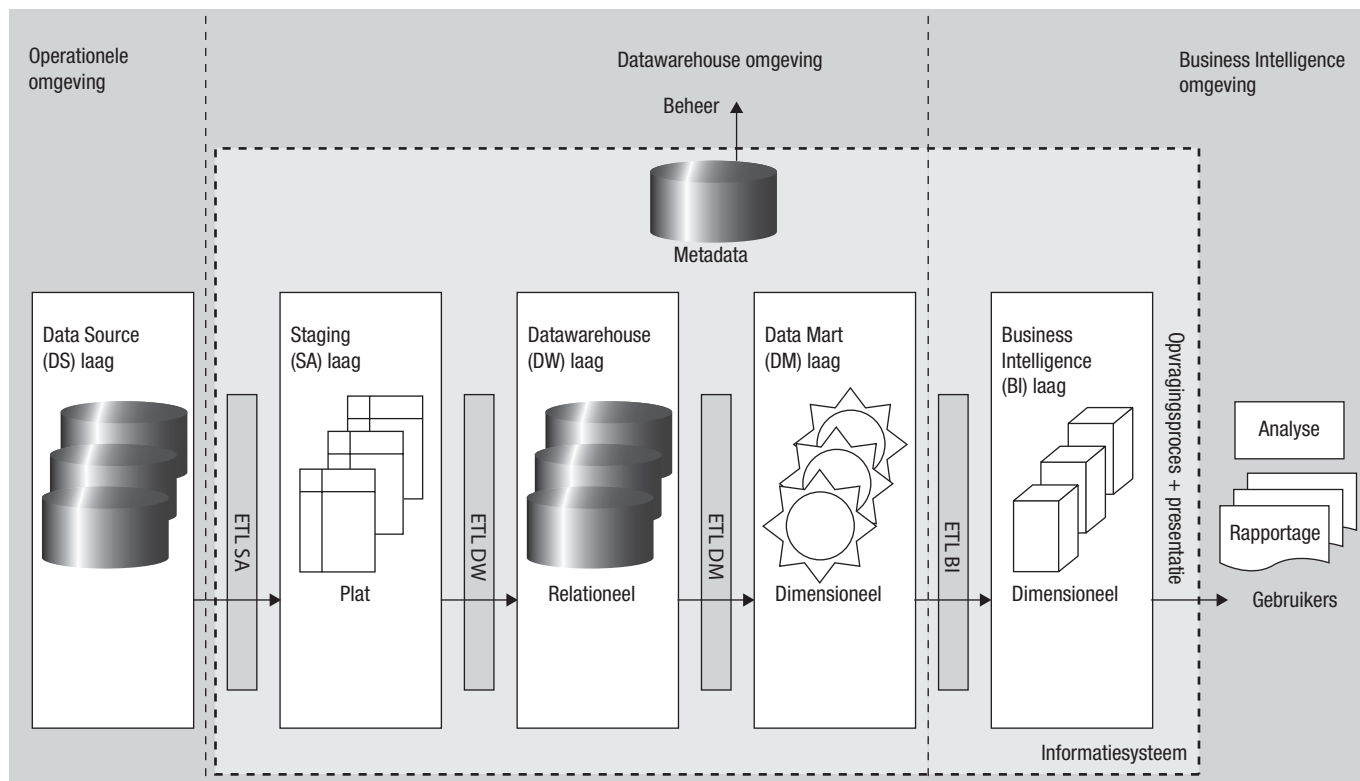 Operationele
omgeving
Datawarehouse omgeving
Business Intelligence
omgeving
Beheer
Metadata
Data Source
(DS) laag
ETL SA
Staging
(SA) laag
Plat
ETL DW
Datawarehouse
(DW) laag
Relationeel
ETL DM
Data Mart
(DM) laag
Dimensioneel
ETL BI
Business
Intelligence
(BI) laag
Dimensioneel
Opvragingsproces + presentatie
Analyse
Rapportage
Gebruikers
Informatiesysteem